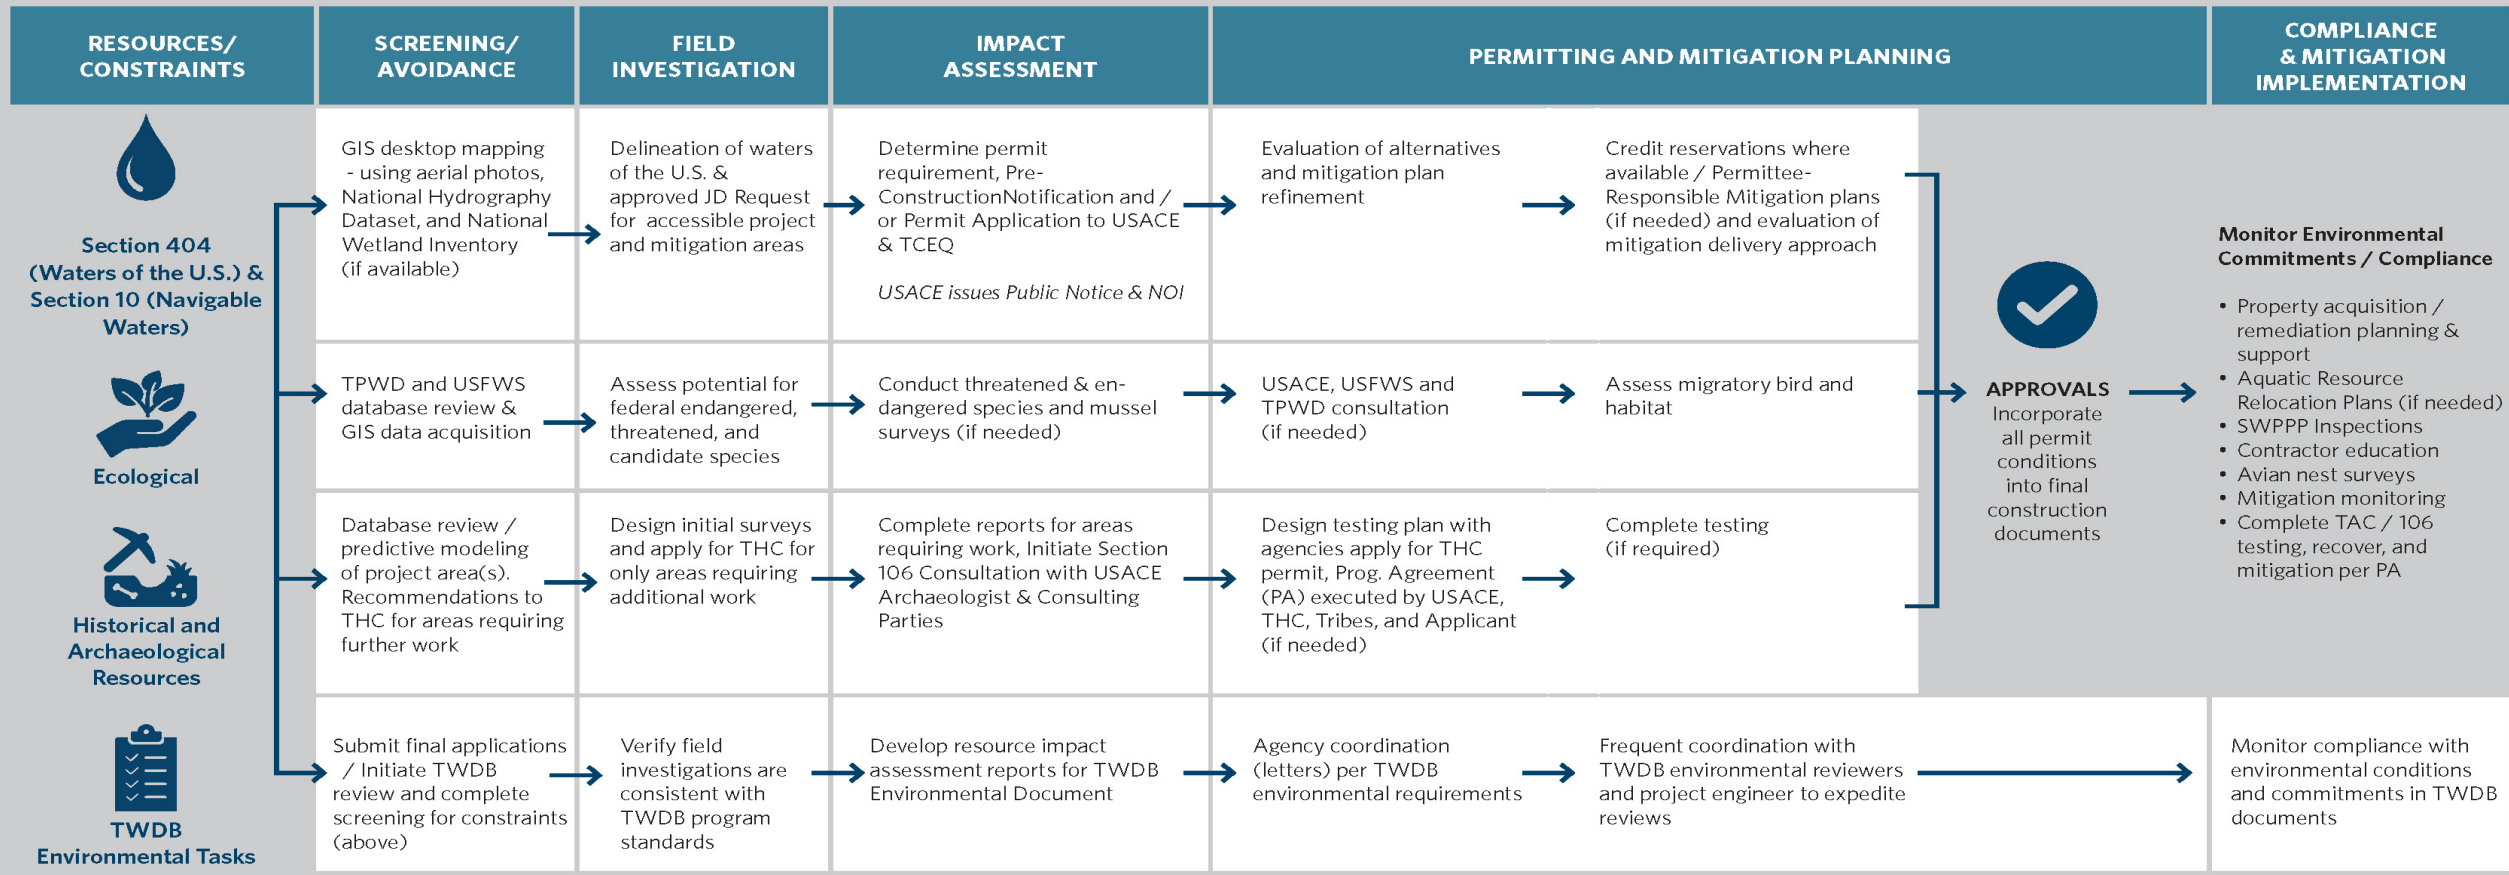 RESOURCES/
CONSTRAINTS
SCREENING/
AVOIDANCE
FIELD
INVESTIGATION
IMPACT
ASSESSMENT
PERMITTING AND MITIGATION PLANNING
COMPLIANCE
& MITIGATION
IMPLEMENTATION
Section 404
(Waters of the U.S.) &
Section 10 (Navigable
Waters)
GIS desktop mapping
- using aerial photos,
National Hydrography
Dataset, and National
Wetland Inventory
(if available)
Delineation of waters
of the U.S. &
approved JD Request
for accessible project
and mitigation areas
Determine permit
requirement, Pre-
ConstructionNotification and /
or Permit Application to USACE
& TCEQ
USACE issues Public Notice & NOI
Evaluation of alternatives
and mitigation plan
refinement
Credit reservations where
available / Permittee-
Responsible Mitigation plans
(if needed) and evaluation of
mitigation delivery approach
Ecological
TPWD and USFWS
database review &
GIS data acquisition
Assess potential for
federal endangered,
threatened, and
candidate species
Conduct threatened & en-
dangered species and mussel
surveys (if needed)
USACE, USFWS and
TPWD consultation
(if needed)
Assess migratory bird and
habitat
Historical and
Archaeological
Resources
Database review /
predictive modeling
of project area(s).
Recommendations to
THC for areas requiring
further work
Design initial surveys
and apply for THC for
only areas requiring
additional work
Complete reports for areas
requiring work, Initiate Section
106 Consultation with USACE
Archaeologist & Consulting
Parties
Design testing plan with
agencies apply for THC
permit, Prog. Agreement
(PA) executed by USACE,
THC, Tribes, and Applicant
(if needed)
Complete testing
(if required)
APPROVALS
Incorporate
all permit
conditions
into final
construction
documents
Monitor Environmental
Commitments / Compliance
• Property acquisition /
remediation planning &
support
• Aquatic Resource
Relocation Plans (if needed)
• SWPPP Inspections
• Contractor education
• Avian nest surveys
• Mitigation monitoring
• Complete TAC / 106
testing, recover, and
mitigation per PA
TWDB
Environmental Tasks
Submit final applications
/ Initiate TWDB
review and complete
screening for constraints
(above)
Verify field
investigations are
consistent with
TWDB program
standards
Develop resource impact
assessment reports for TWDB
Environmental Document
Agency coordination
(letters) per TWDB
environmental requirements
Frequent coordination with
TWDB environmental reviewers
and project engineer to expedite
reviews
Monitor compliance with
environmental conditions
and commitments in TWDB
documents